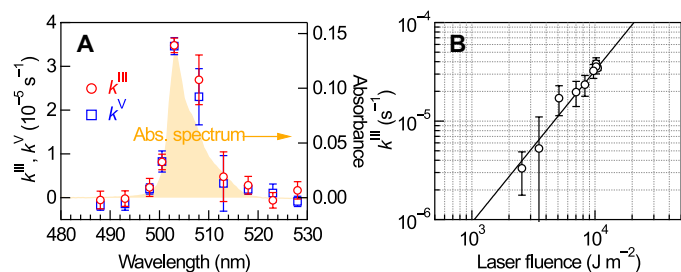 A
k^III
k^V
Abs. spectrum
k^III, k^V (10^-5 s^-1)
4
3
2
1
0
0.15
0.10
0.05
0.00
Absorbance
480 490 500 510 520 530
Wavelength (nm)
B
k^III (s^-1)
10^-4
10^-5
10^-6
10^3 10^4
Laser fluence (J m^-2)